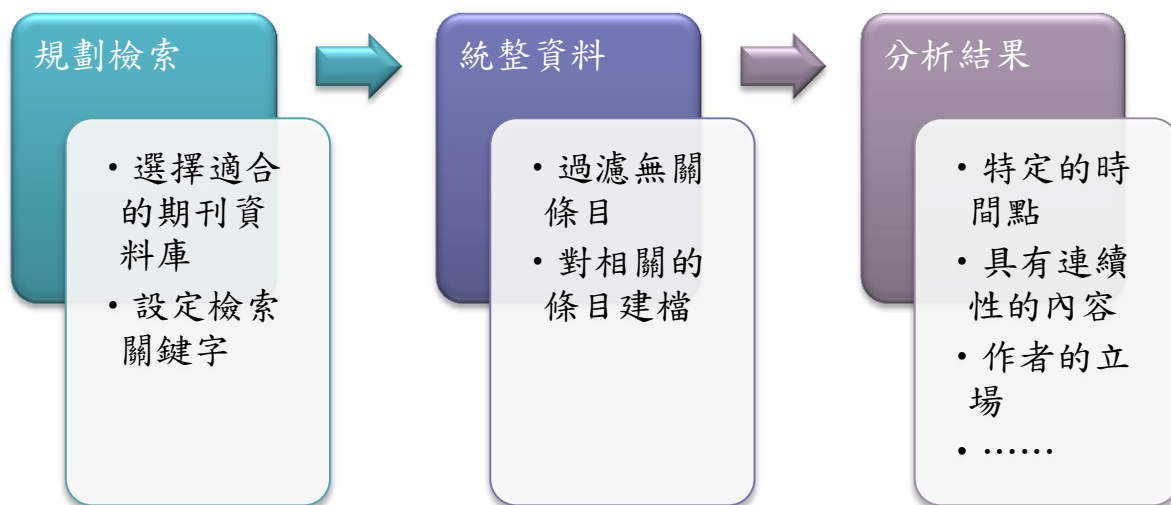 規劃檢索
• 選擇適合
的期刊資
料庫
• 設定檢索
關鍵字
統整資料
• 過濾無關
條目
• 對相關的
條目建檔
分析結果
• 特定的時
間點
• 具有連續
性的內容
• 作者的立
場
• ……